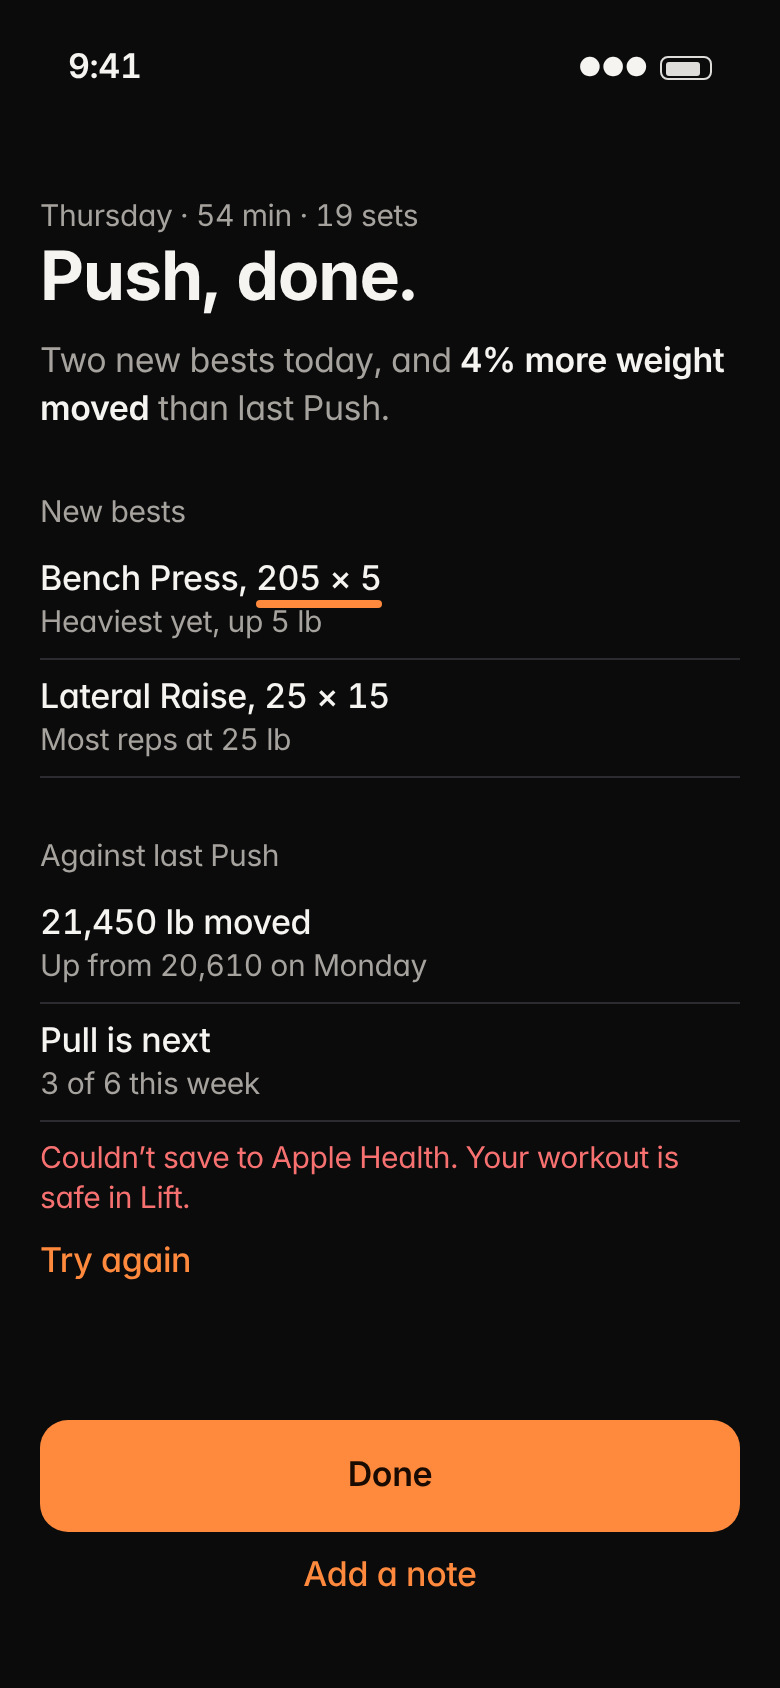 9:41
Thursday · 54 min · 19 sets
Push, done.
Two new bests today, and 4% more weight
moved than last Push.
New bests
Bench Press, 205 × 5
Heaviest yet, up 5 lb
Lateral Raise, 25 × 15
Most reps at 25 lb
Against last Push
21,450 lb moved
Up from 20,610 on Monday
Pull is next
3 of 6 this week
Couldn’t save to Apple Health. Your workout is
safe in Lift.
Try again
Done
Add a note